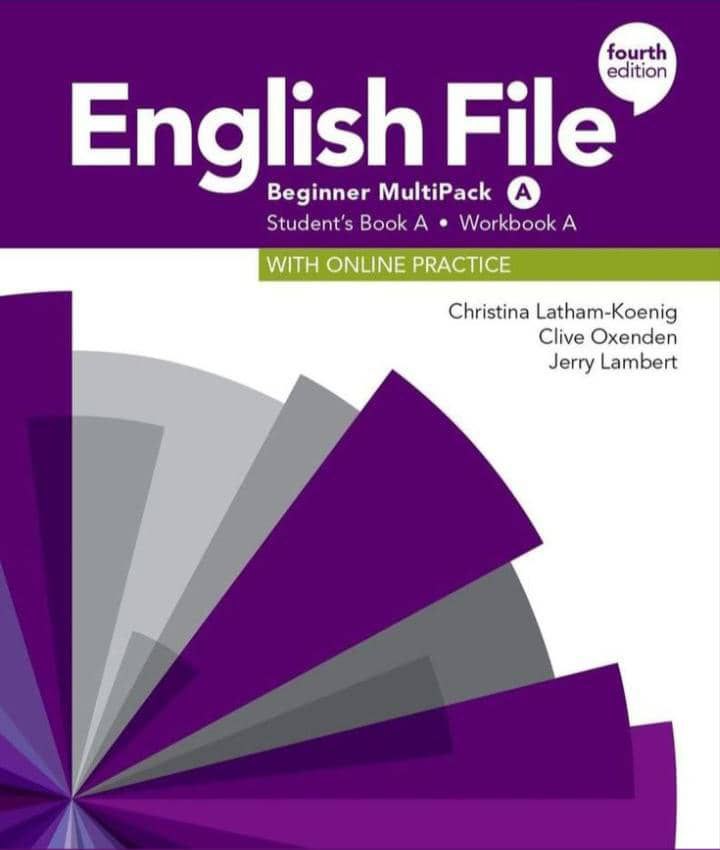 fourth
edition
English File
Beginner MultiPack A
Student's Book A • Workbook A
WITH ONLINE PRACTICE
Christina Latham-Koenig
Clive Oxenden
Jerry Lambert